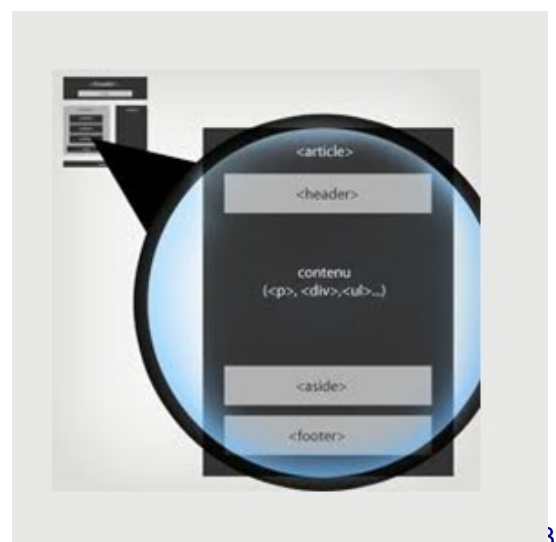 <article>
<header>
contenu
(<p>, <div>,<ul>...)
<aside>
<footer>